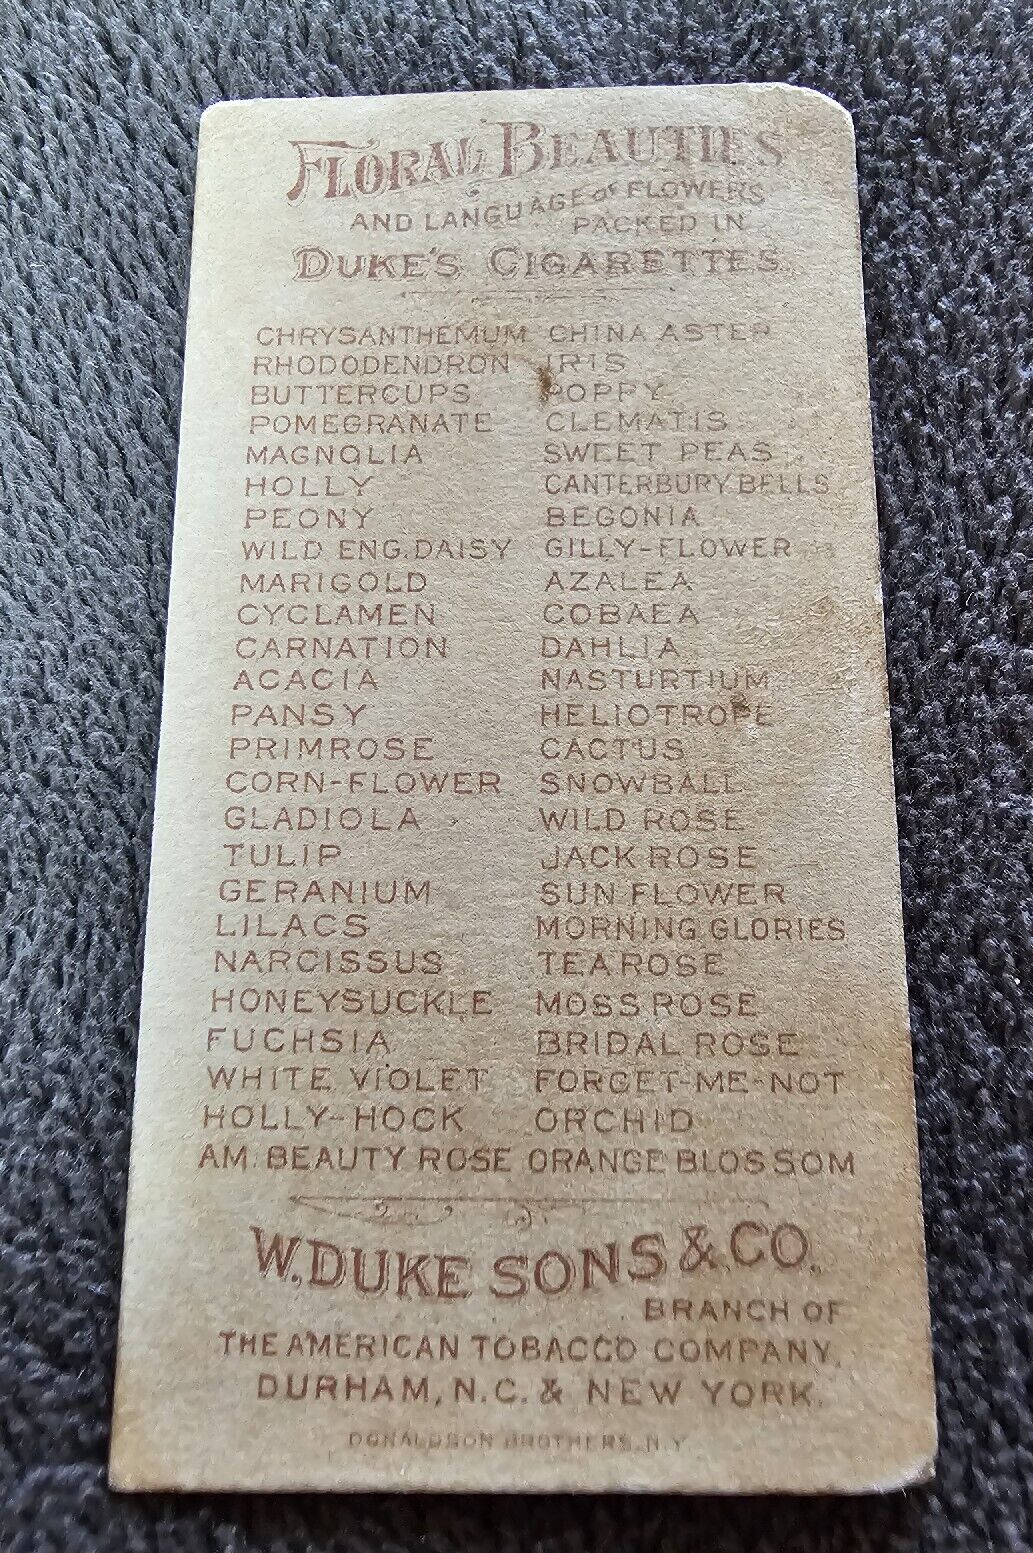 FLORAL BEAUTIES
AND LANGUAGE OF FLOWERS
PACKED IN
DUKE'S CIGARETTES
CHRYSANTHEMUM CHINA ASTER
RHODODENDRON IRIS
BUTTERCUPS POPPY
POMEGRANATE CLEMATIS
MAGNOLIA SWEET PEAS
HOLLY CANTERBURY BELLS
PEONY BEGONIA
WILD ENG. DAISY GILLY-FLOWER
MARIGOLD AZALEA
CYCLAMEN COBAEA
CARNATION DAHLIA
ACACIA NASTURTIUM
PANSY HELIOTROPE
PRIMROSE CACTUS
CORN-FLOWER SNOWBALL
GLADIOLA WILD ROSE
TULIP JACK ROSE
GERANIUM SUN FLOWER
LILACS MORNING GLORIES
NARCISSUS TEA ROSE
HONEYSUCKLE MOSS ROSE
FUCHSIA BRIDAL ROSE
WHITE VIOLET FORGET-ME-NOT
HOLLY-HOCK ORCHID
AM. BEAUTY ROSE ORANGE BLOSSOM
W. DUKE SONS & CO.
BRANCH OF
THE AMERICAN TOBACCO COMPANY,
DURHAM, N.C. & NEW YORK.
DONALDSON BROTHERS, N.Y